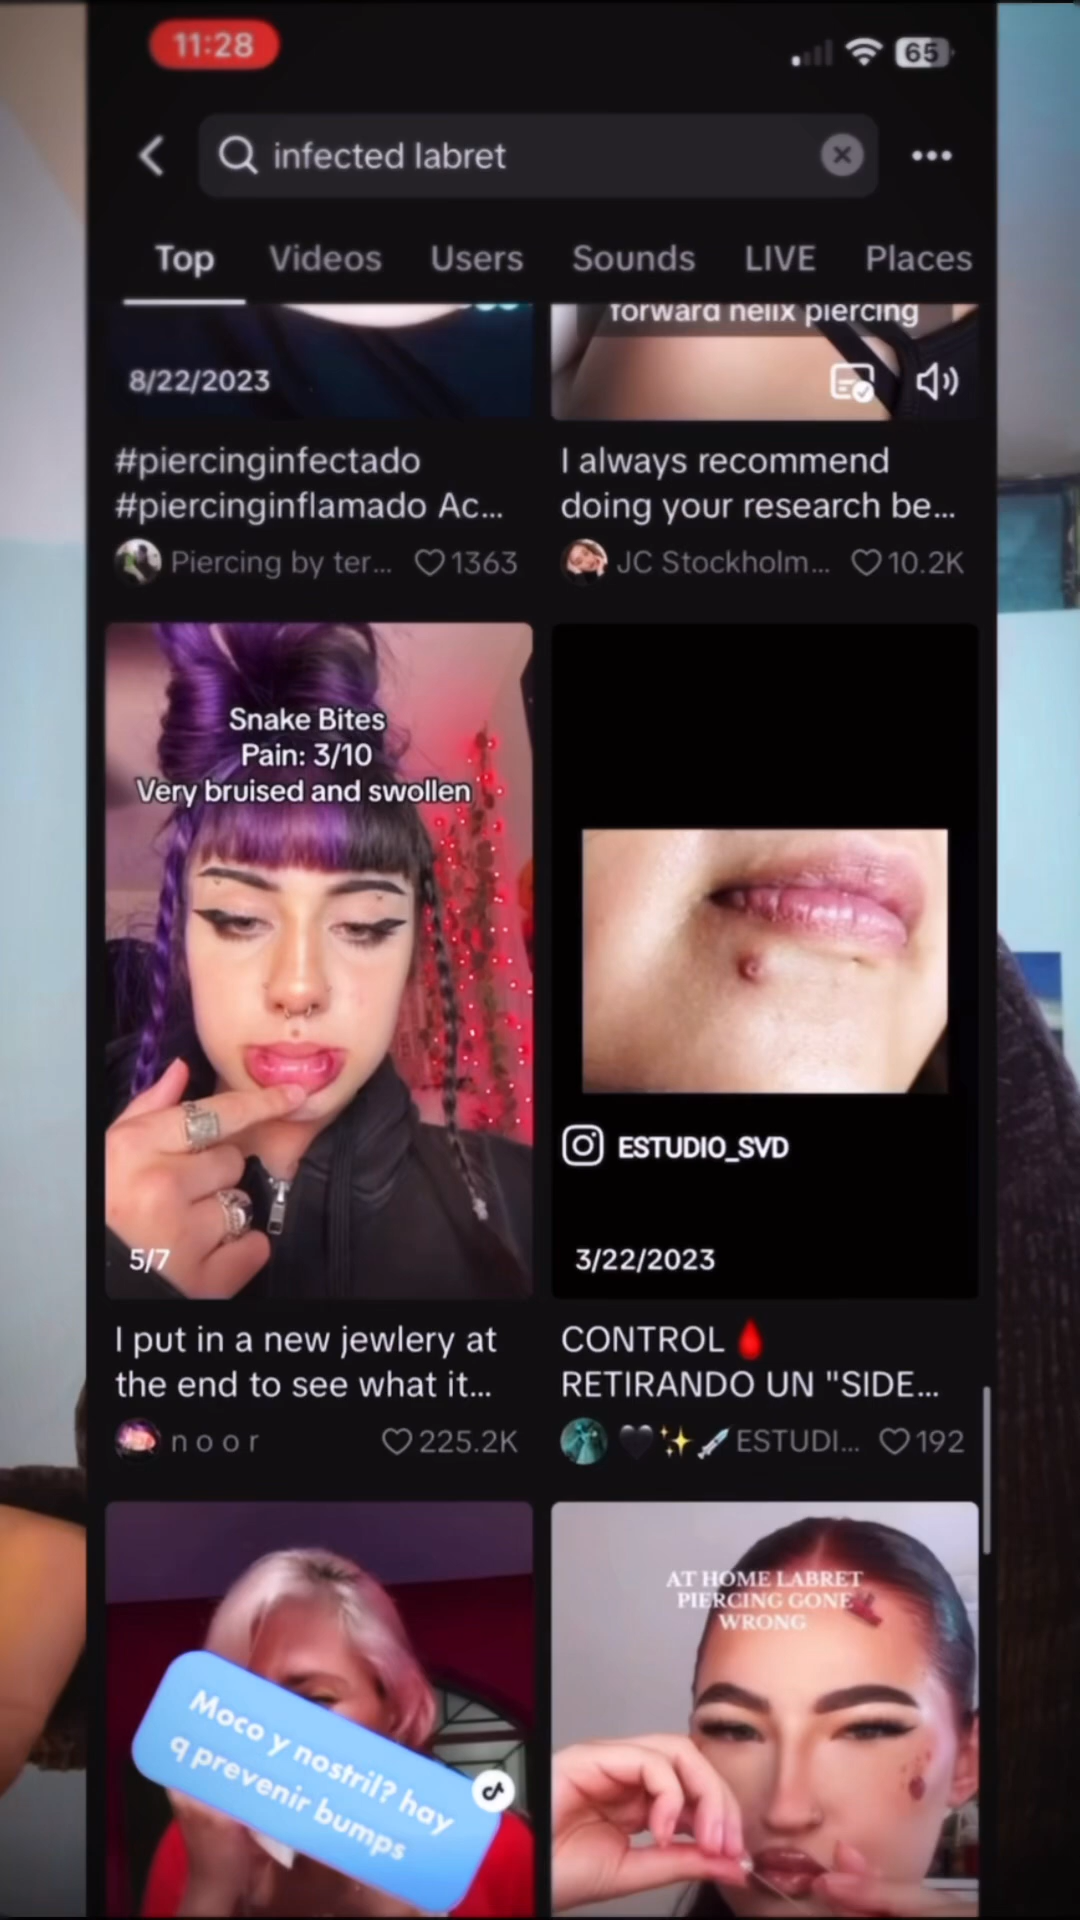 11:28
65
infected labret
Top Videos Users Sounds LIVE Places
8/22/2023
forward helix piercing
#piercinginfectado
#piercinginflamado Ac...
Piercing by ter... 1363
I always recommend
doing your research be...
JC Stockholm... 10.2K
Snake Bites
Pain: 3/10
Very bruised and swollen
5/7
ESTUDIO_SVD
3/22/2023
I put in a new jewlery at
the end to see what it...
n o o r 225.2K
CONTROL 🩸
RETIRANDO UN "SIDE...
🖤✨💉ESTUDI... 192
Moco y nostril? hay
q prevenir bumps
AT HOME LABRET
PIERCING GONE
WRONG